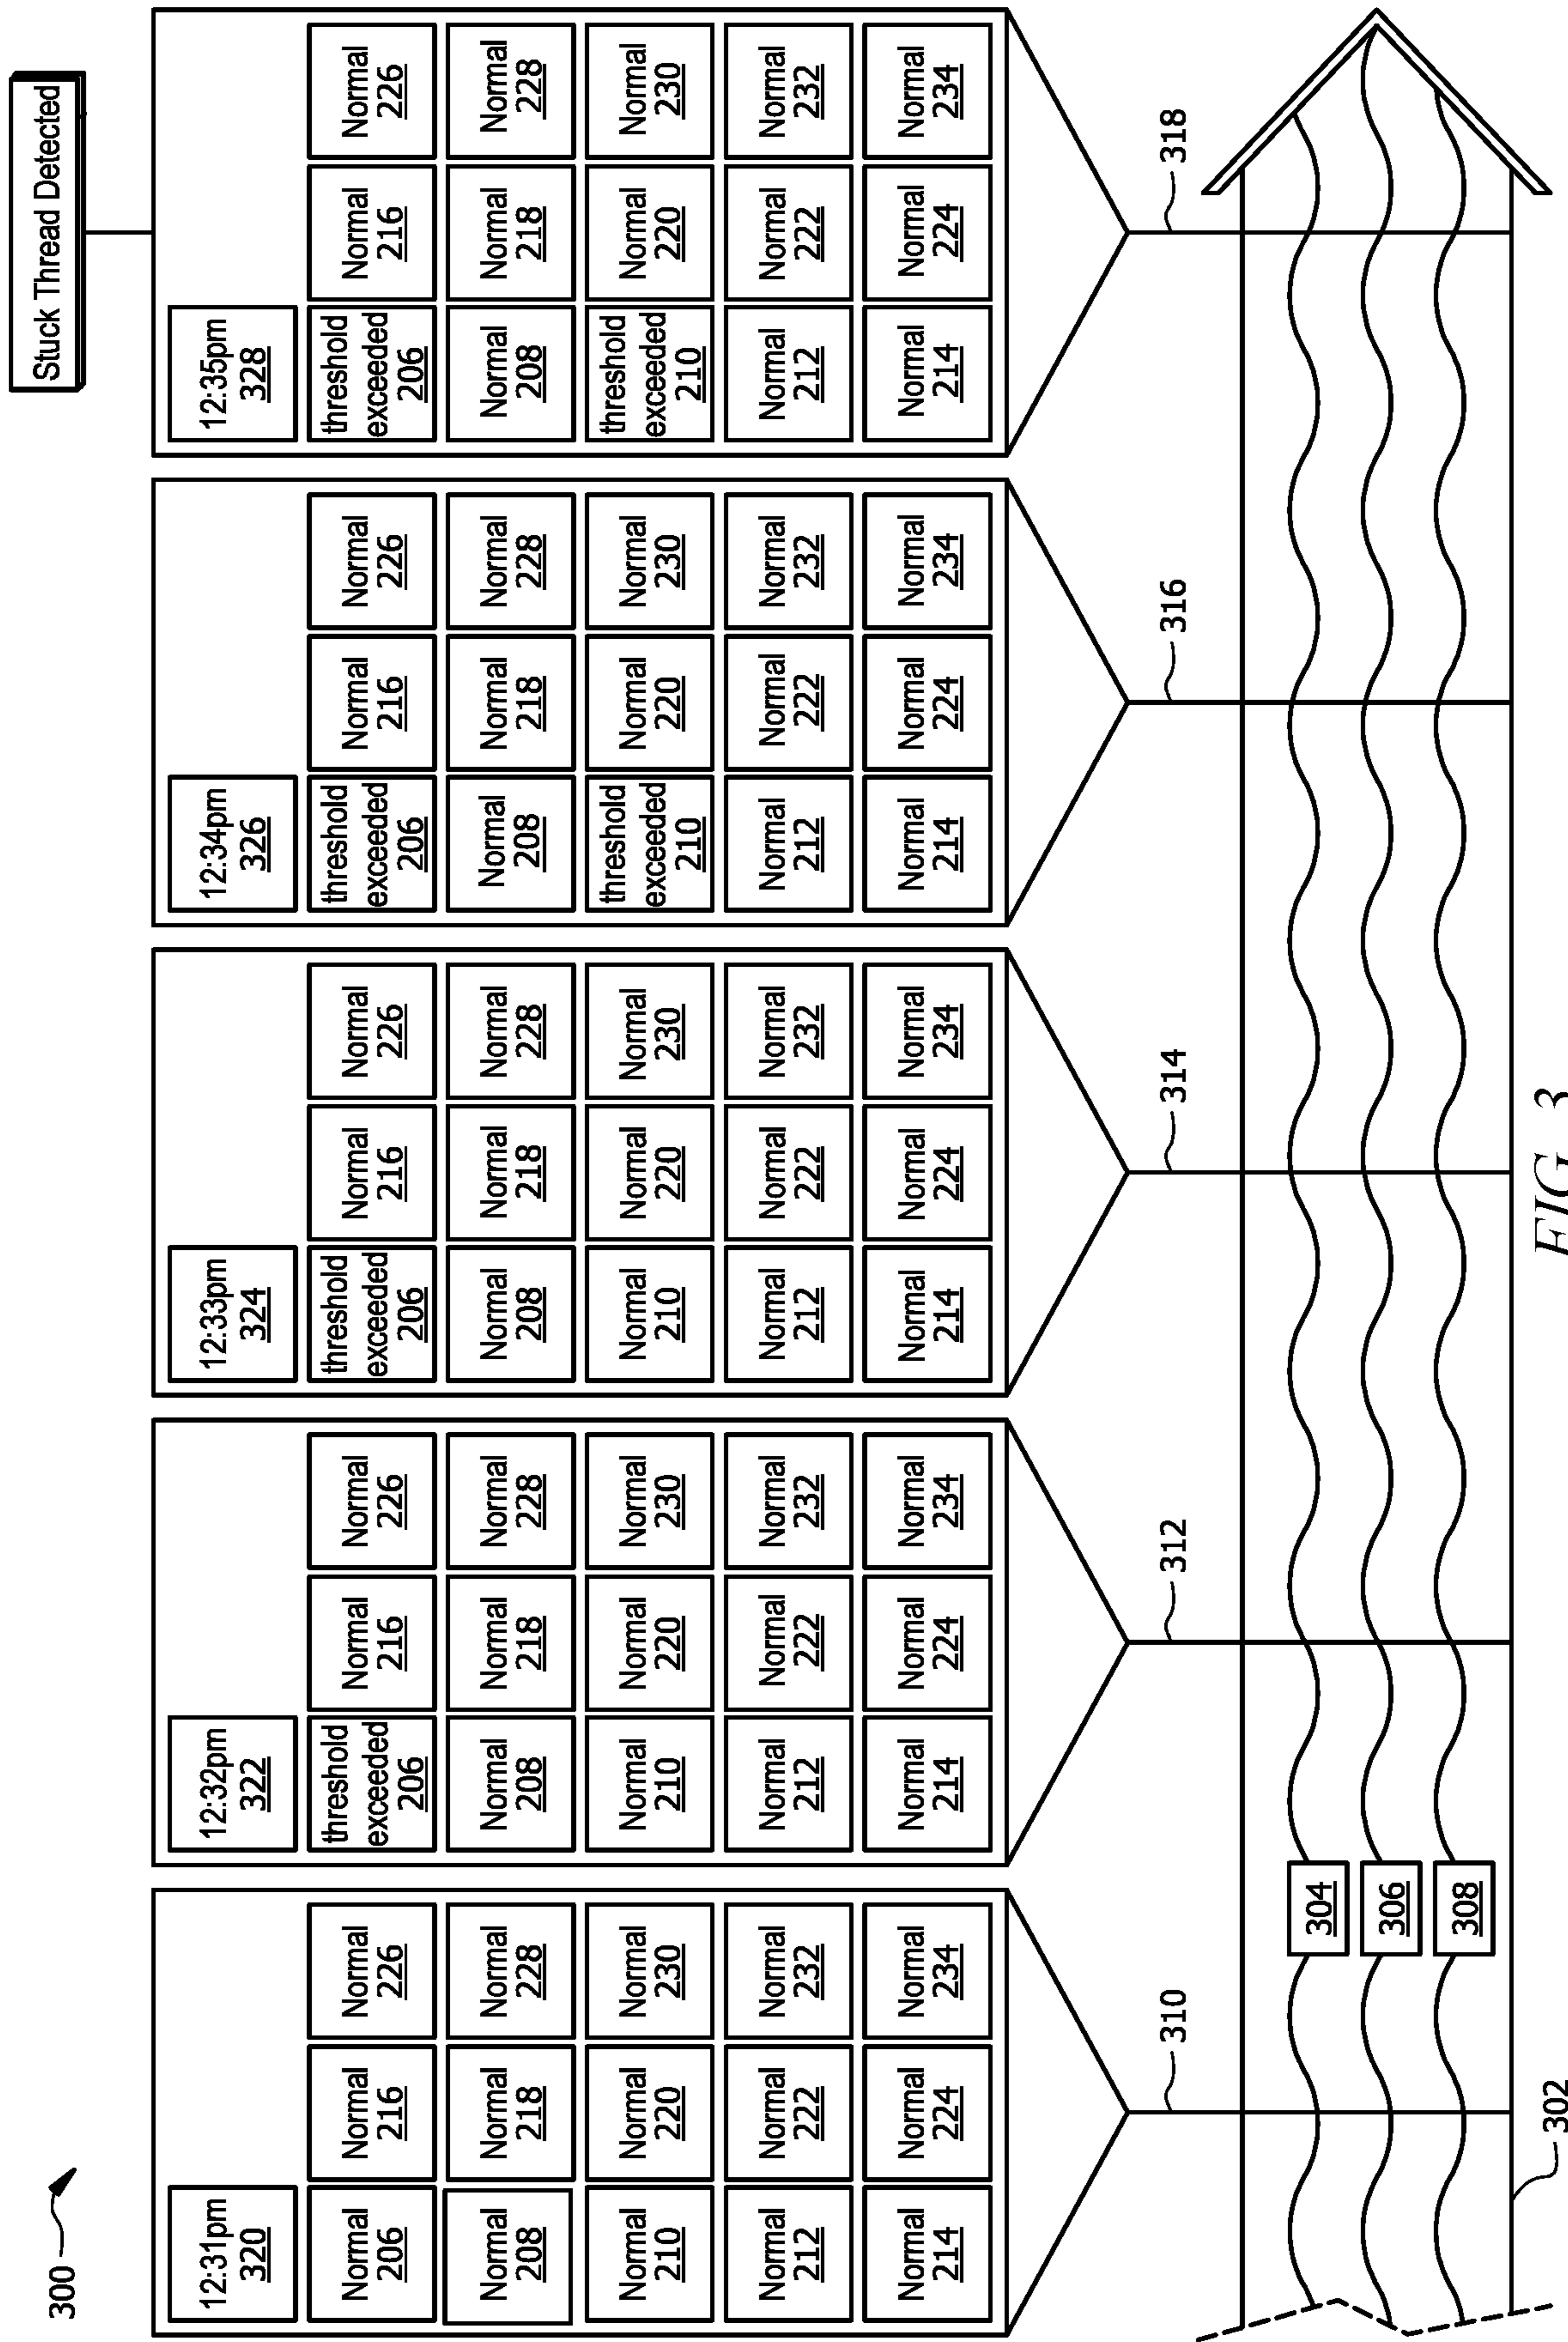 300
Stuck Thread Detected
12:31pm
320
Normal
206
Normal
216
Normal
226
Normal
208
Normal
218
Normal
228
Normal
210
Normal
220
Normal
230
Normal
212
Normal
222
Normal
232
Normal
214
Normal
224
Normal
234
12:32pm
322
threshold
exceeded
206
Normal
216
Normal
226
Normal
208
Normal
218
Normal
228
Normal
210
Normal
220
Normal
230
Normal
212
Normal
222
Normal
232
Normal
214
Normal
224
Normal
234
12:33pm
324
threshold
exceeded
206
Normal
216
Normal
226
Normal
208
Normal
218
Normal
228
Normal
210
Normal
220
Normal
230
Normal
212
Normal
222
Normal
232
Normal
214
Normal
224
Normal
234
12:34pm
326
threshold
exceeded
206
Normal
216
Normal
226
Normal
208
Normal
218
Normal
228
threshold
exceeded
210
Normal
220
Normal
230
Normal
212
Normal
222
Normal
232
Normal
214
Normal
224
Normal
234
12:35pm
328
threshold
exceeded
206
Normal
216
Normal
226
Normal
208
Normal
218
Normal
228
threshold
exceeded
210
Normal
220
Normal
230
Normal
212
Normal
222
Normal
232
Normal
214
Normal
224
Normal
234
310
312
314
316
318
304
306
308
302
FIG. 3